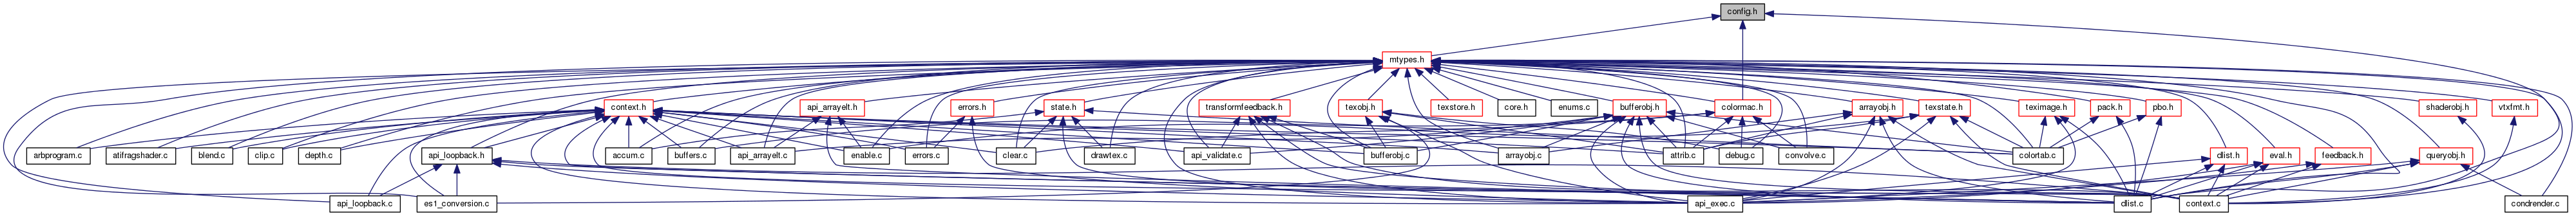 config.h
mtypes.h
context.h
api_arrayelt.h
errors.h
state.h
transformfeedback.h
texobj.h
texstore.h
core.h
enums.c
bufferobj.h
colormac.h
arrayobj.h
texstate.h
teximage.h
pack.h
pbo.h
shaderobj.h
vtxfmt.h
arbprogram.c
atifragshader.c
blend.c
clip.c
depth.c
api_loopback.h
accum.c
buffers.c
api_arrayelt.c
enable.c
errors.c
clear.c
drawtex.c
api_validate.c
bufferobj.c
arrayobj.c
attrib.c
debug.c
convolve.c
colortab.c
dlist.h
eval.h
feedback.h
queryobj.h
api_loopback.c
es1_conversion.c
api_exec.c
dlist.c
context.c
condrender.c